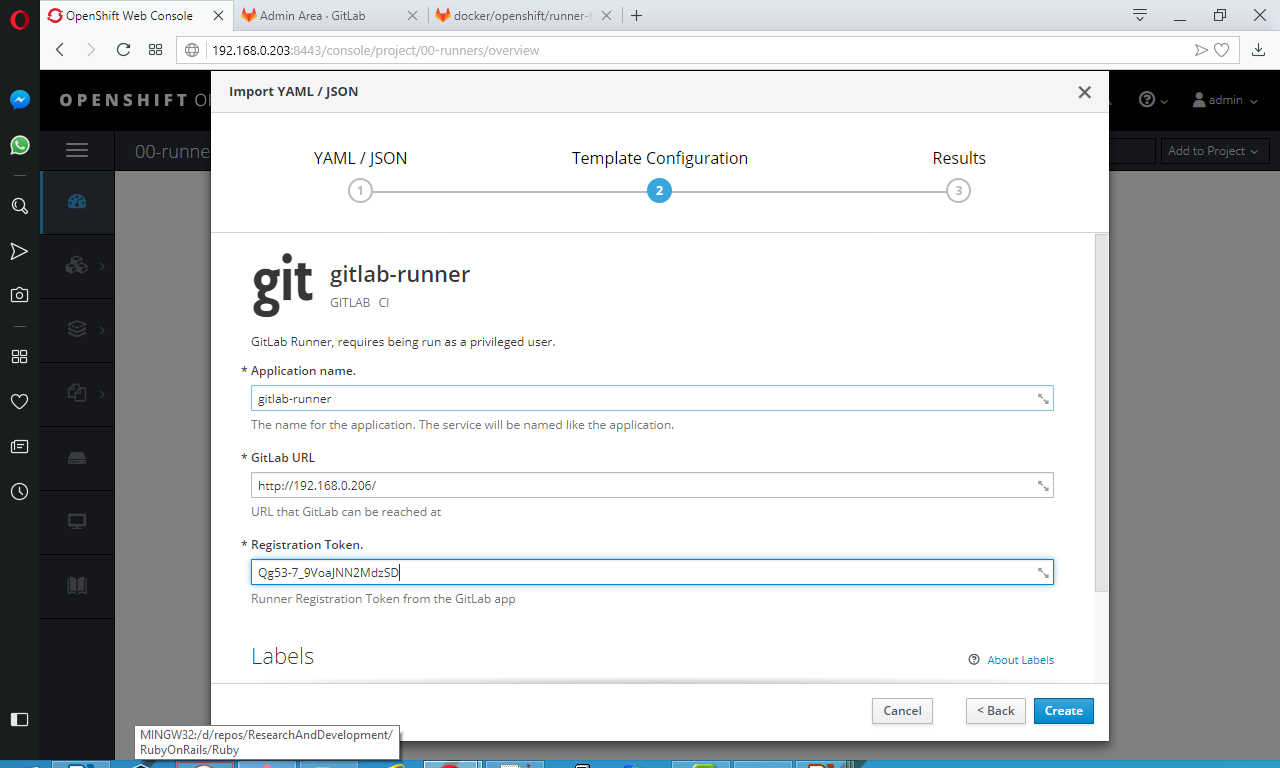 OpenShift Web Console
Admin Area · GitLab
docker/openshift/runner-t
192.168.0.203:8443/console/project/00-runners/overview
Import YAML / JSON
OPENSHIFT
admin
00-runne
Add to Project
YAML / JSON
Template Configuration
Results
1
2
3
git
gitlab-runner
GITLAB CI
GitLab Runner, requires being run as a privileged user.
* Application name.
gitlab-runner
The name for the application. The service will be named like the application.
* GitLab URL
http://192.168.0.206/
URL that GitLab can be reached at
* Registration Token.
Qg53-7_9VoaJNN2MdzSD
Runner Registration Token from the GitLab app
Labels
About Labels
Cancel
< Back
Create
MINGW32:/d/repos/ResearchAndDevelopment/
RubyOnRails/Ruby